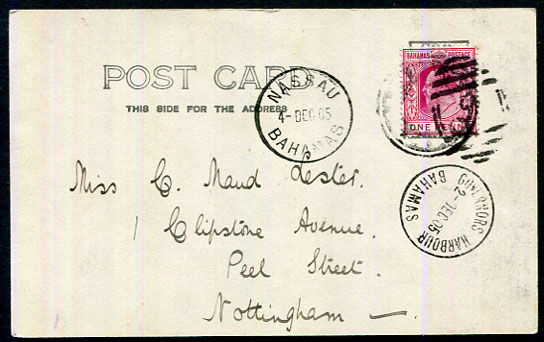 BAHAMAS POSTAGE
ONE PENNY
POST CARD
THIS SIDE FOR THE ADDRESS
NASSAU
4-DEC 05
BAHAMAS
HARBOUR
2-DEC 05
BAHAMAS
Miss C. Maud Lester.
1 Clipstone Avenue.
Peel Street.
Nottingham —